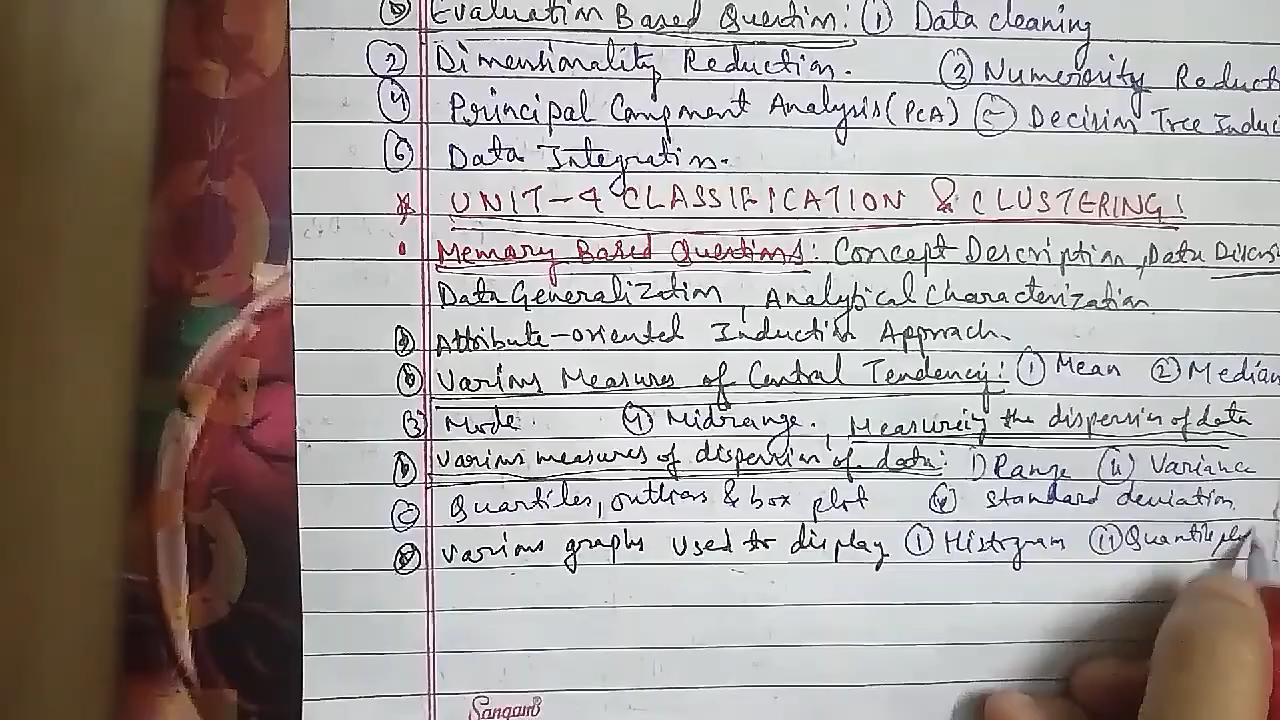 b Evaluation Based Question: ① Data cleaning
② Dimensionality Reduction. ③ Numerosity Reduct
④ Principal Component Analysis (PCA) Decision Tree Induc
⑥ Data Integration.
* UNIT-4 CLASSIFICATION & CLUSTERING!
• Memory Based Questions: Concept Description, Data
Data Generalization, Analytical Characterization
Attribute-oriented Induction Approach
⑥ Various Measures of Central Tendency: ① Mean ② Median
③ Mode. ④ Midrange. Measuring the dispersion of data
ⓑ Various measures of dispersion of data: i) Range (ii) Variance
ⓒ Quartiles, outliers & box plot standard deviation.
Various graphs used to display ① Histogram (ii) Quantile
Sangam